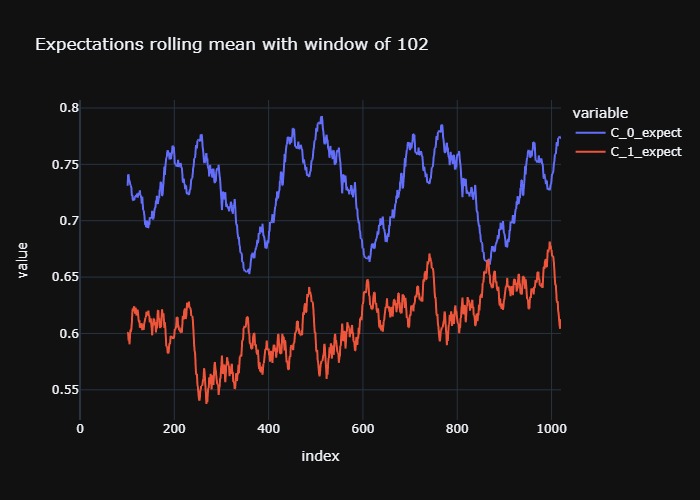 Expectations rolling mean with window of 102
variable
C_0_expect
C_1_expect
0.8
0.75
0.7
0.65
0.6
0.55
value
0
200
400
600
800
1000
index